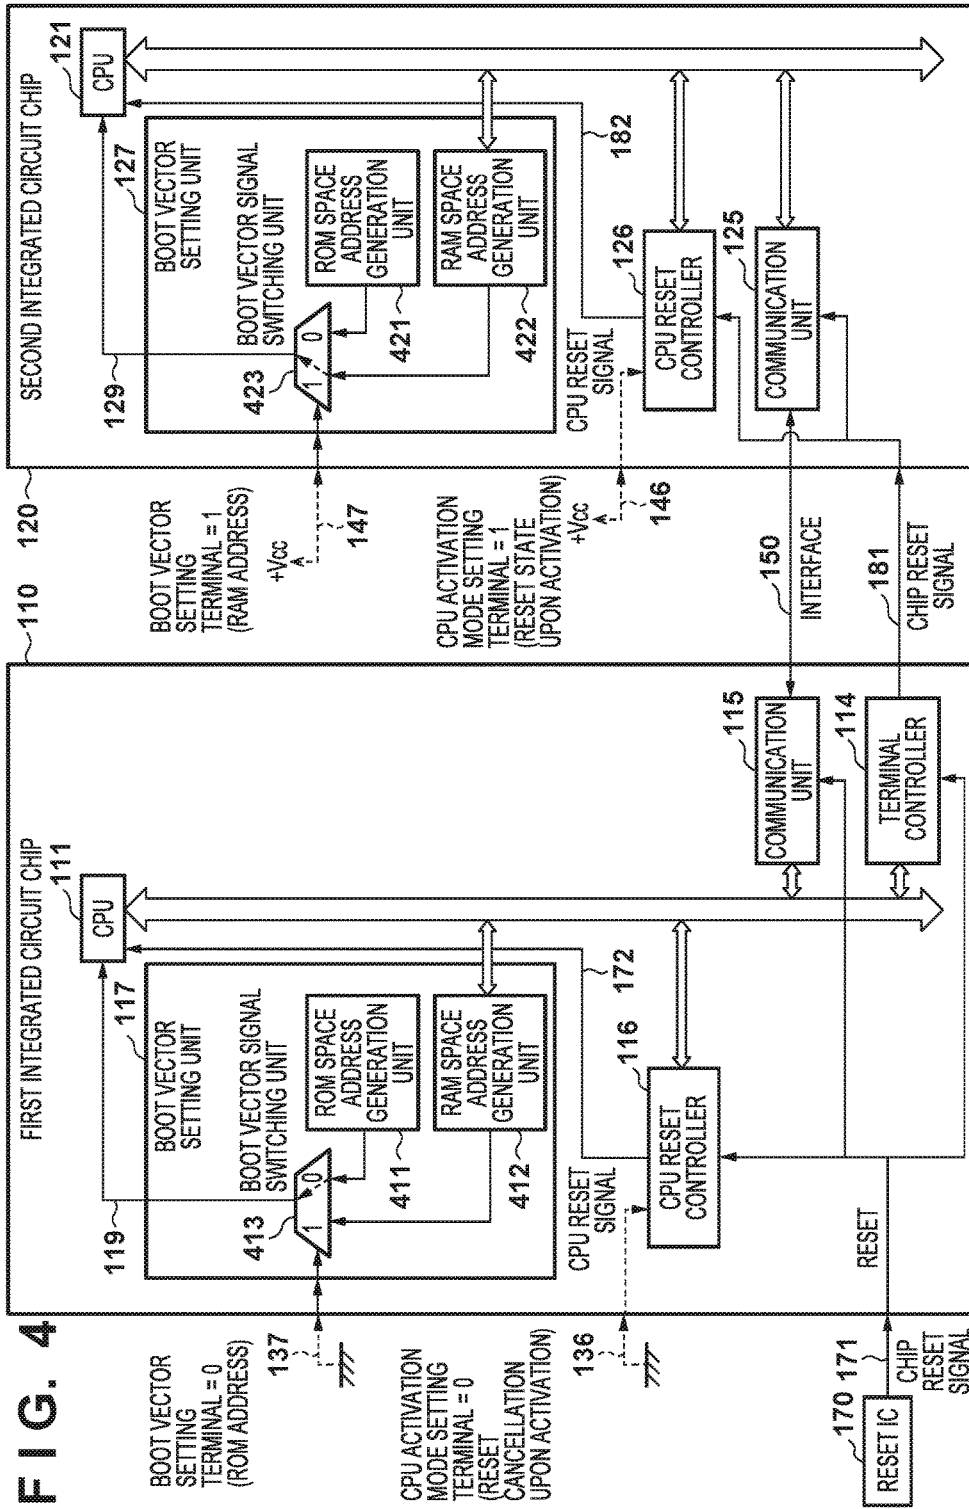 FIG. 4
FIRST INTEGRATED CIRCUIT CHIP
110
CPU
111
119
117
BOOT VECTOR
SETTING UNIT
BOOT VECTOR SIGNAL
SWITCHING UNIT
413
1
0
ROM SPACE
ADDRESS
GENERATION
UNIT
411
RAM SPACE
ADDRESS
GENERATION
UNIT
412
BOOT VECTOR
SETTING
TERMINAL = 0
(ROM ADDRESS)
137
CPU ACTIVATION
MODE SETTING
TERMINAL = 0
(RESET
CANCELLATION
UPON ACTIVATION)
136
CPU RESET
SIGNAL
172
116
CPU RESET
CONTROLLER
115
COMMUNICATION
UNIT
114
TERMINAL
CONTROLLER
170
RESET IC
171
CHIP
RESET
SIGNAL
RESET
SECOND INTEGRATED CIRCUIT CHIP
120
CPU
121
129
127
BOOT VECTOR
SETTING UNIT
BOOT VECTOR SIGNAL
SWITCHING UNIT
423
1
0
ROM SPACE
ADDRESS
GENERATION
UNIT
421
RAM SPACE
ADDRESS
GENERATION
UNIT
422
BOOT VECTOR
SETTING
TERMINAL = 1
(RAM ADDRESS)
+Vcc
147
CPU ACTIVATION
MODE SETTING
TERMINAL = 1
(RESET STATE
UPON ACTIVATION)
+Vcc
146
CPU RESET
SIGNAL
182
126
CPU RESET
CONTROLLER
125
COMMUNICATION
UNIT
150
INTERFACE
181
CHIP RESET
SIGNAL